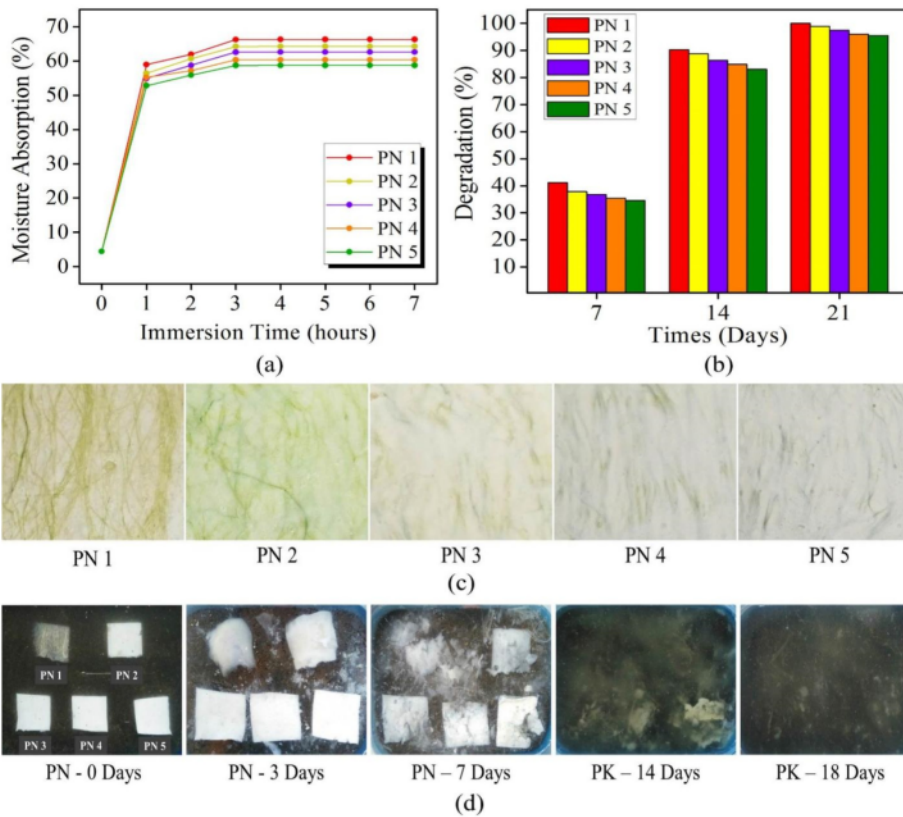 70
60
50
40
30
20
10
0
Moisture Absorption (%)
PN 1
PN 2
PN 3
PN 4
PN 5
0 1 2 3 4 5 6 7
Immersion Time (hours)
(a)
100
90
80
70
60
50
40
30
20
10
Degradation (%)
PN 1
PN 2
PN 3
PN 4
PN 5
7 14 21
Times (Days)
(b)
PN 1 PN 2 PN 3 PN 4 PN 5
(c)
PN 1 PN 2
PN 3 PN 4 PN 5
PN - 0 Days PN - 3 Days PN – 7 Days PK – 14 Days PK – 18 Days
(d)